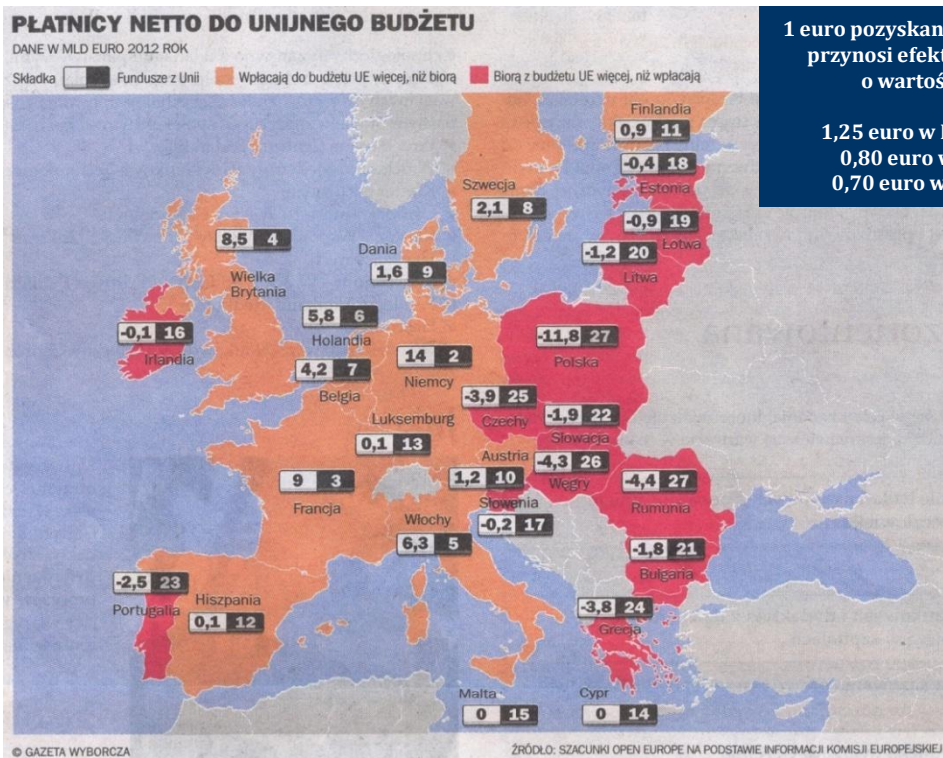 PŁATNICY NETTO DO UNIJNEGO BUDŻETU
DANE W MLD EURO 2012 ROK
Składka Fundusze z Unii Wpłacają do budżetu UE więcej, niż biorą Biorą z budżetu UE więcej, niż wpłacają
1 euro pozyskan
przynosi efekt
o wartoś
1,25 euro w
0,80 euro
0,70 euro w
Finlandia
0,9 11
-0,4 18
Estonia
Szwecja
2,1 8
-0,9 19
Łotwa
-1,2 20
Litwa
8,5 4
Wielka
Brytania
Dania
1,6 9
5,8 6
Holandia
-0,1 16
Irlandia
-11,8 27
Polska
14 2
Niemcy
4,2 7
Belgia
-3,9 25
Czechy
-1,9 22
Słowacja
Luksemburg
0,1 13
Austria
1,2 10
-4,3 26
Węgry
9 3
Francja
-4,4 27
Rumunia
Słowenia
-0,2 17
Włochy
6,3 5
-1,8 21
Bułgaria
-2,5 23
Portugalia
Hiszpania
0,1 12
-3,8 24
Grecja
Malta
0 15
Cypr
0 14
© GAZETA WYBORCZA
ŹRÓDŁO: SZACUNKI OPEN EUROPE NA PODSTAWIE INFORMACJI KOMISJI EUROPEJSKIEJ